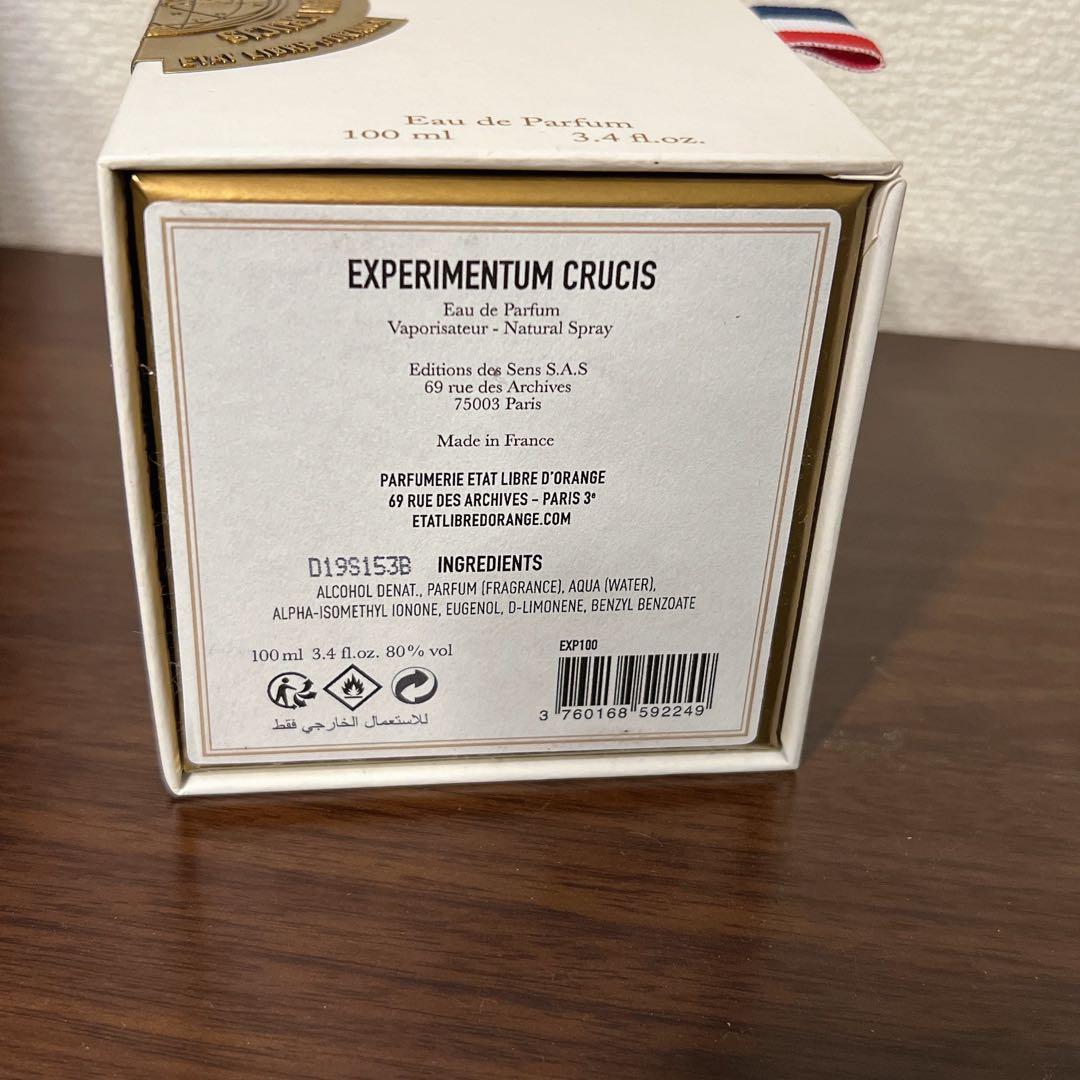 ETAT LIBRE
Eau de Parfum
100 ml 3.4 fl.oz.
EXPERIMENTUM CRUCIS
Eau de Parfum
Vaporisateur - Natural Spray
Editions des Sens S.A.S
69 rue des Archives
75003 Paris
Made in France
PARFUMERIE ETAT LIBRE D'ORANGE
69 RUE DES ARCHIVES – PARIS 3ᵉ
ETATLIBREDORANGE.COM
D19S153B INGREDIENTS
ALCOHOL DENAT., PARFUM (FRAGRANCE), AQUA (WATER),
ALPHA-ISOMETHYL IONONE, EUGENOL, D-LIMONENE, BENZYL BENZOATE
100 ml 3.4 fl.oz. 80% vol
EXP100
للاستعمال الخارجي فقط
3 760168 592249